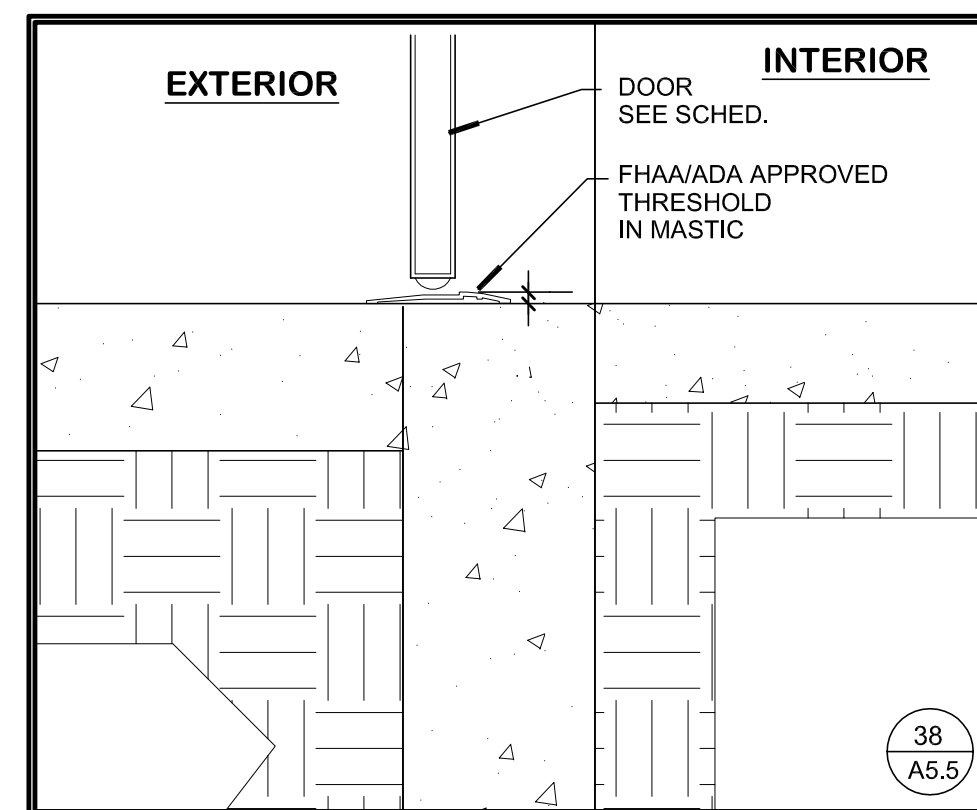 EXTERIOR
INTERIOR
DOOR
SEE SCHED.
FHAA/ADA APPROVED
THRESHOLD
IN MASTIC
38
A5.5